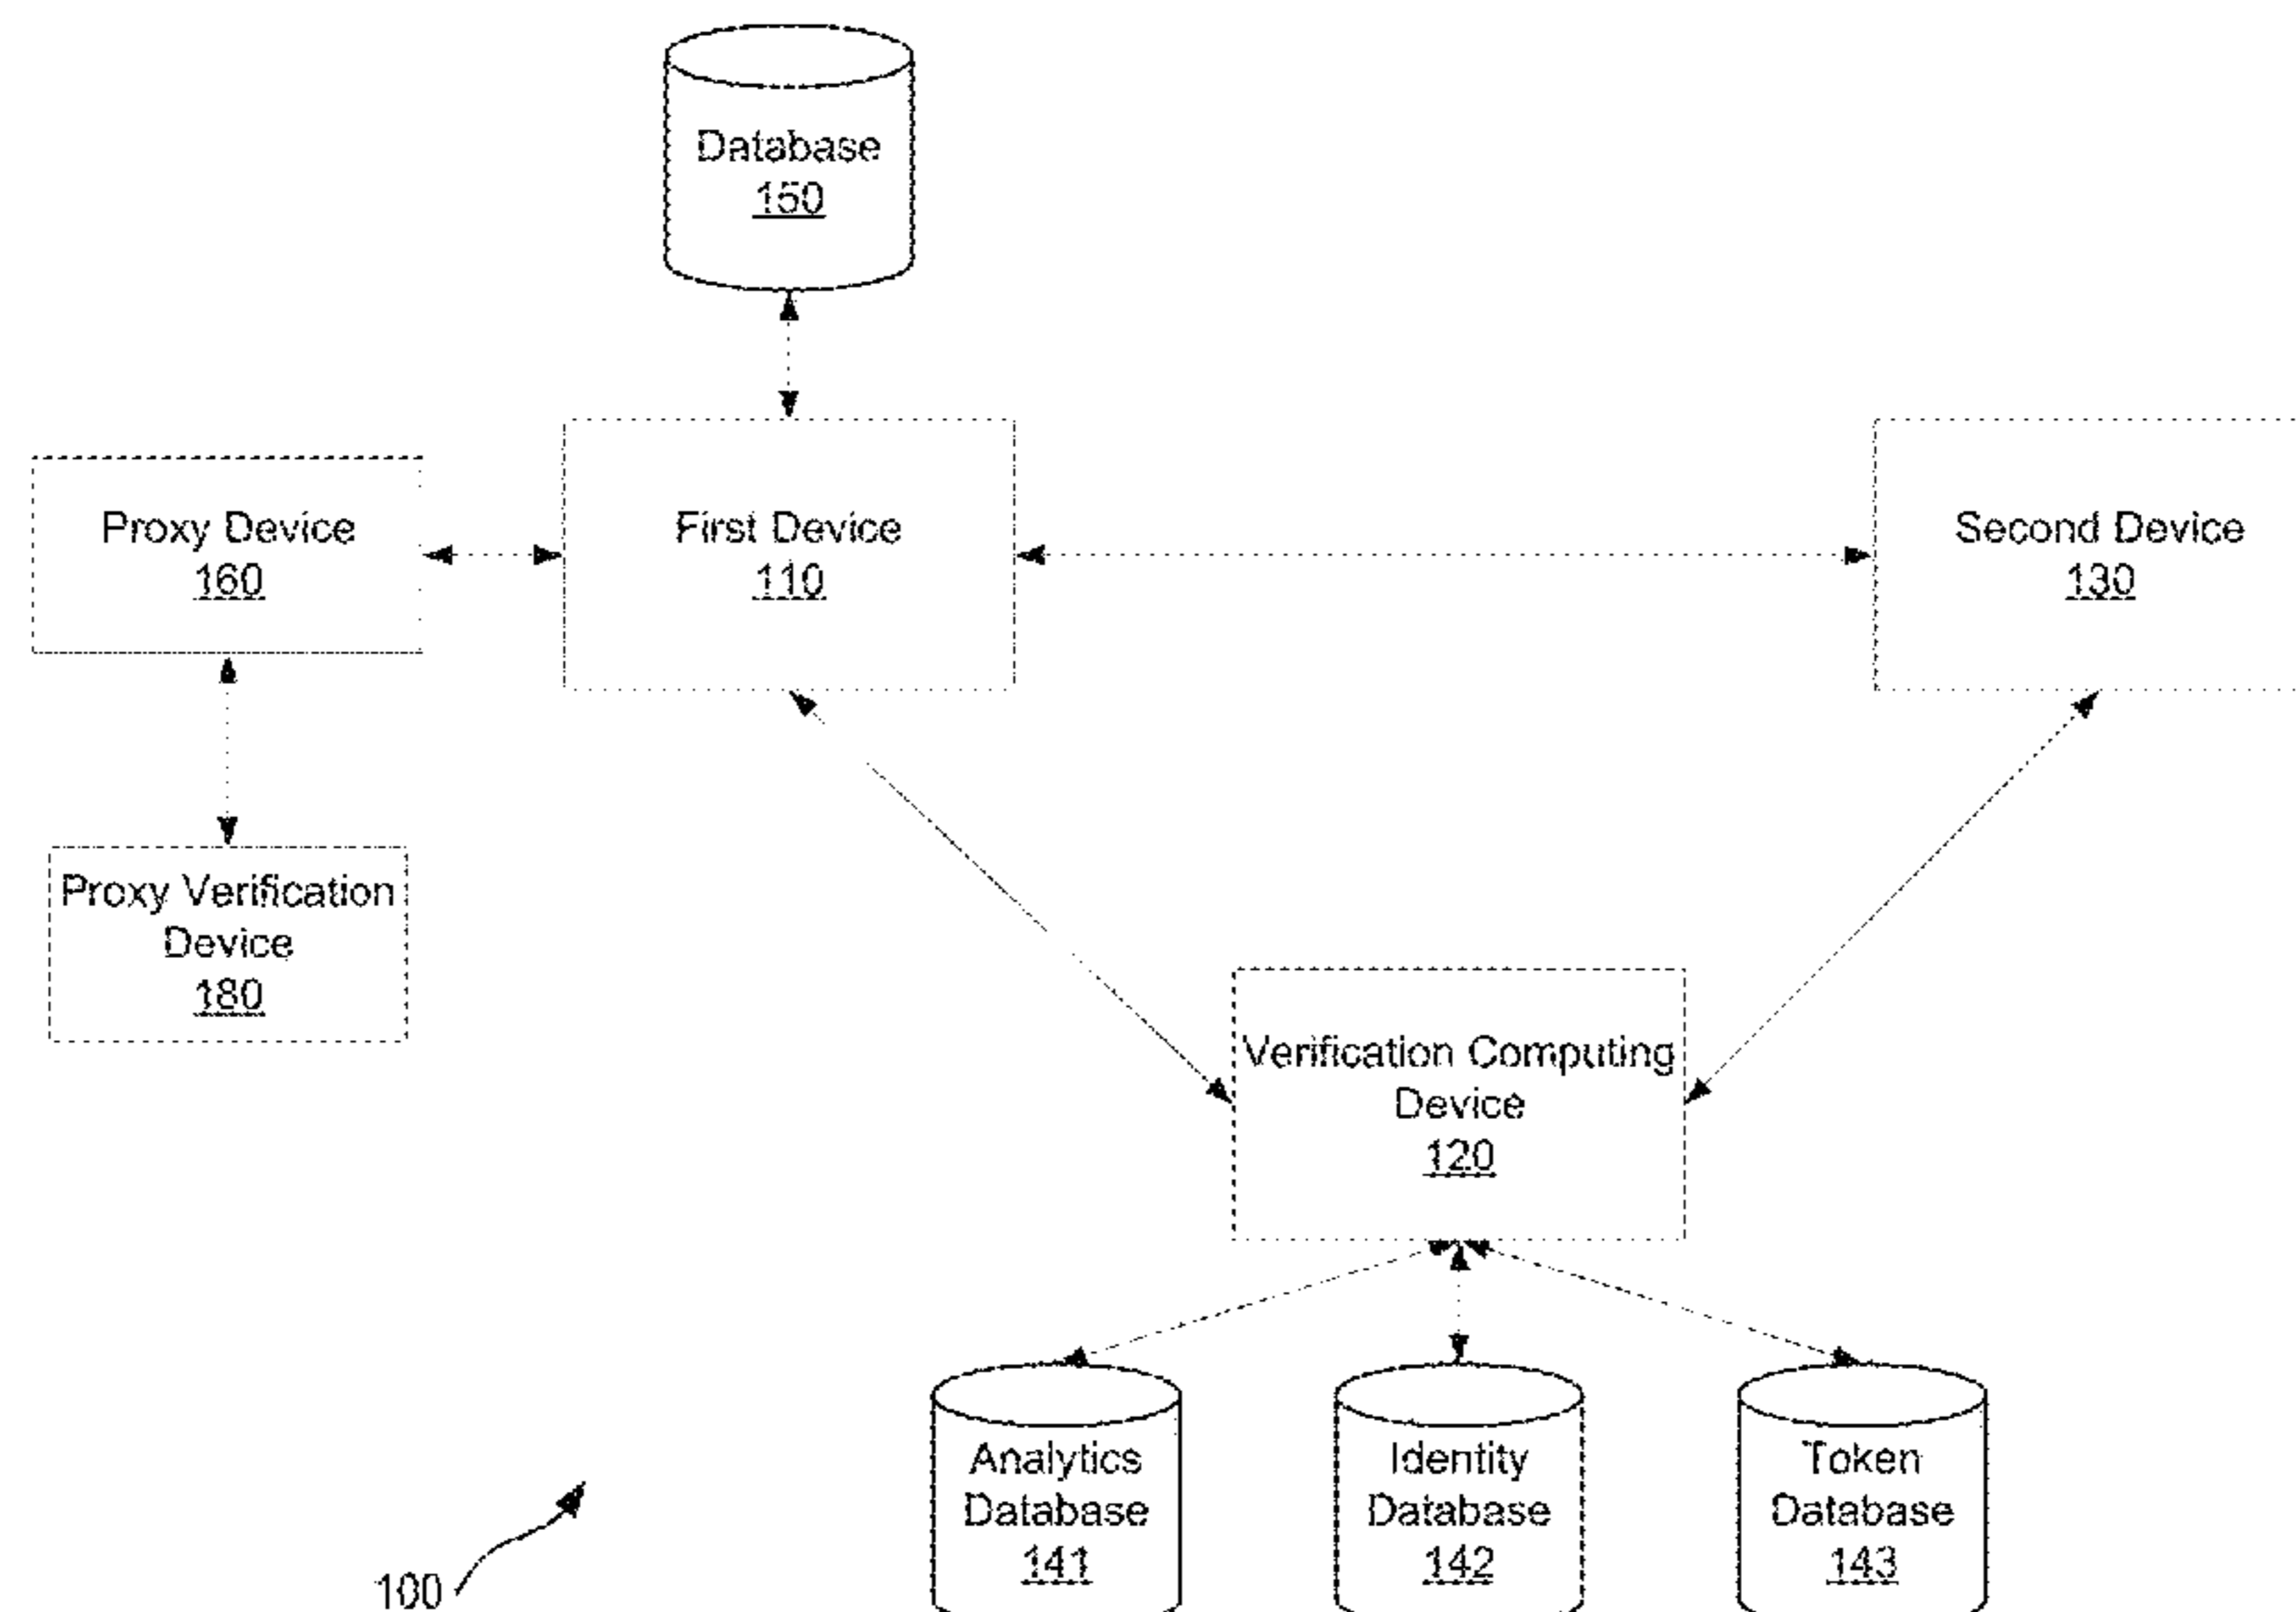 Database
150
Proxy Device
160
First Device
110
Second Device
130
Proxy Verification
Device
180
Verification Computing
Device
120
Analytics
Database
141
Identity
Database
142
Token
Database
143
100